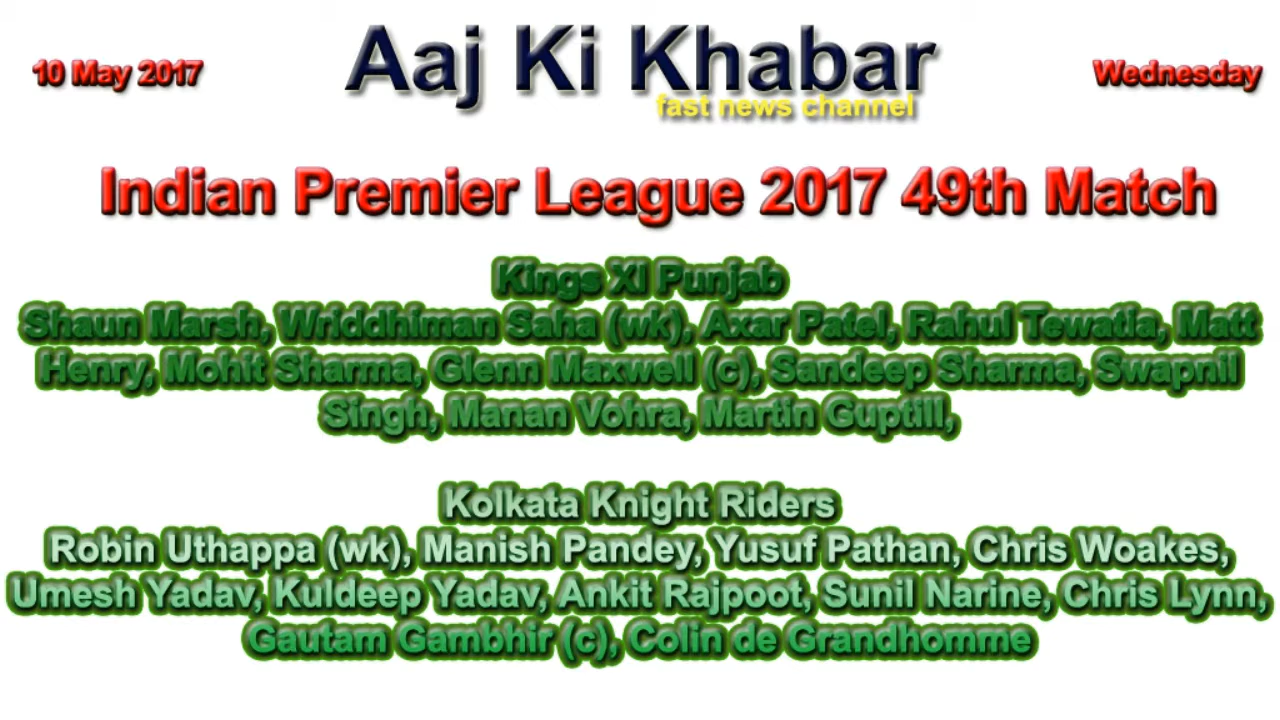 10 May 2017
Aaj Ki Khabar
Wednesday
fast news channel
Indian Premier League 2017 49th Match
Kings XI Punjab
Shaun Marsh, Wriddhiman Saha (wk), Axar Patel, Rahul Tewatia, Matt
Henry, Mohit Sharma, Glenn Maxwell (c), Sandeep Sharma, Swapnil
Singh, Manan Vohra, Martin Guptill,
Kolkata Knight Riders
Robin Uthappa (wk), Manish Pandey, Yusuf Pathan, Chris Woakes,
Umesh Yadav, Kuldeep Yadav, Ankit Rajpoot, Sunil Narine, Chris Lynn,
Gautam Gambhir (c), Colin de Grandhomme